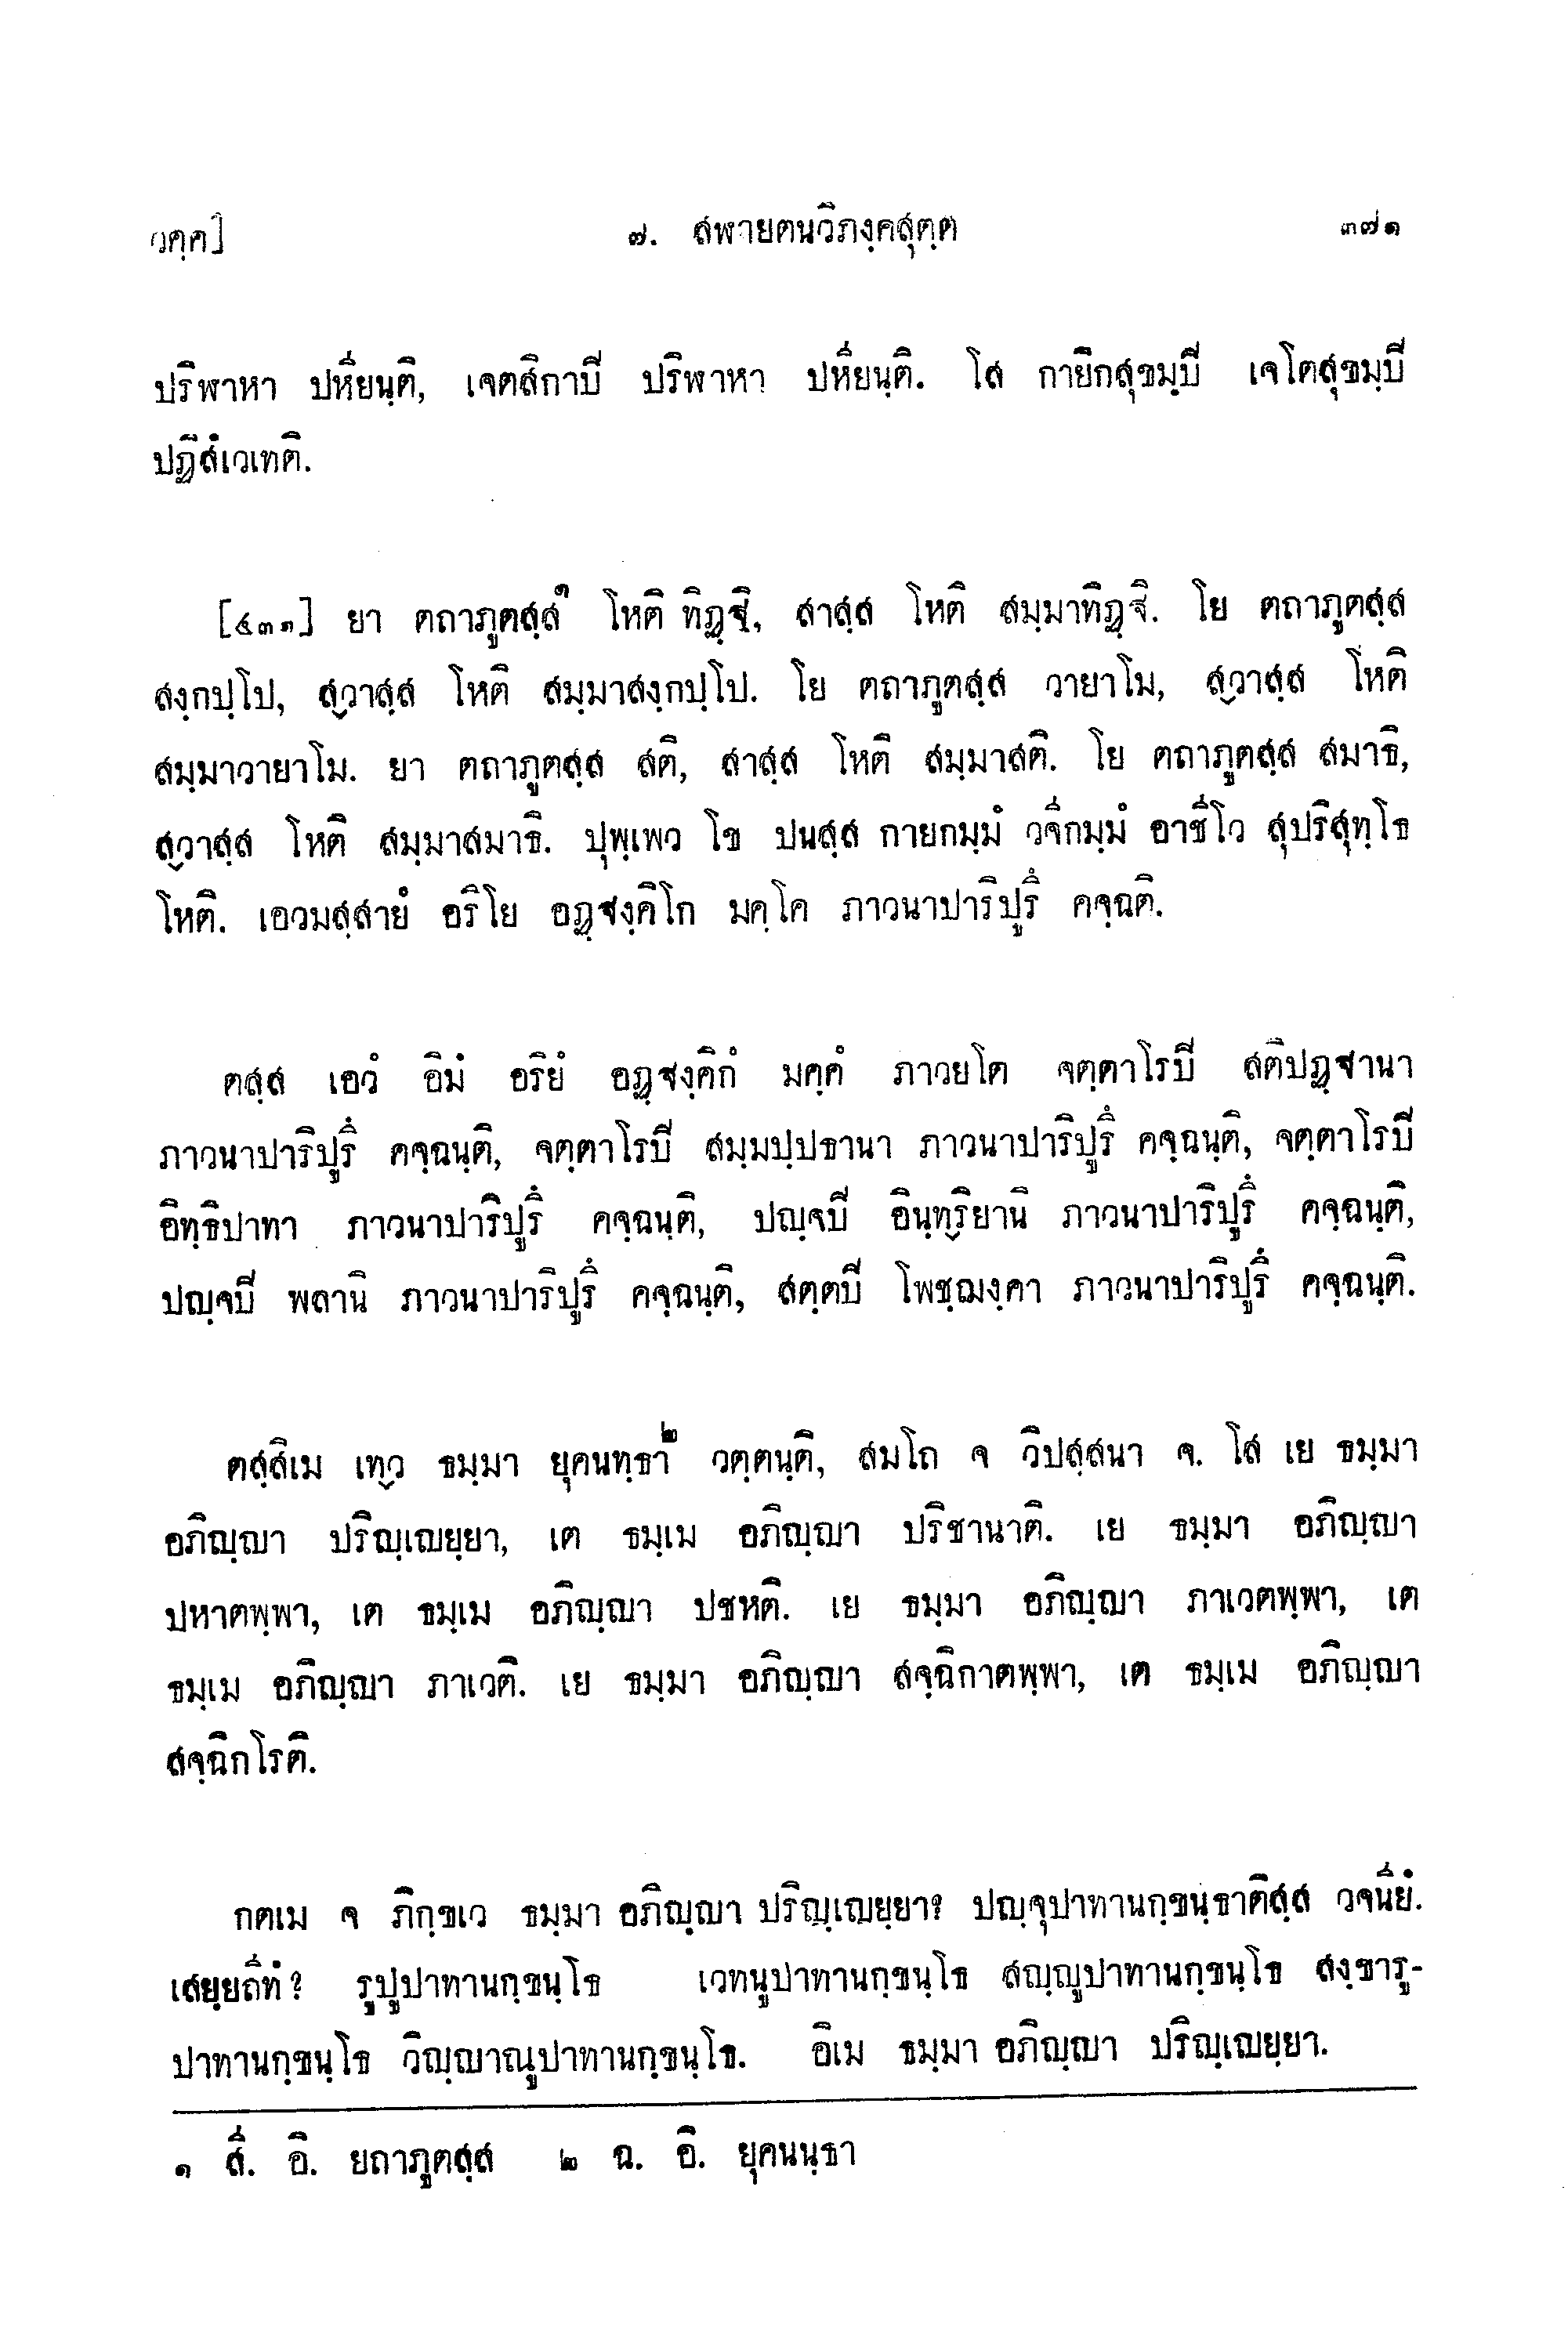 วคฺค]
๗. สฬายตนวิภงฺคสุตฺต
๓๗๑
ปริฬาหา ปหียนฺติ, เจตสิกาปิ ปริฬาหา ปหียนฺติ. โส กายิกสุขมฺปิ เจโตสุขมฺปิ
ปฏิสํเวเทติ.
[๔๓๑] ยา ตถาภูตสฺส๑ โหติ ทิฏฺฐิ, สาสฺส โหติ สมฺมาทิฏฺฐิ. โย ตถาภูตสฺส
สงฺกปฺโป, ส๎วาสฺส โหติ สมฺมาสงฺกปฺโป. โย ตถาภูตสฺส วายาโม, ส๎วาสฺส โหติ
สมฺมาวายาโม. ยา ตถาภูตสฺส สติ, สาสฺส โหติ สมฺมาสติ. โย ตถาภูตสฺส สมาธิ,
ส๎วาสฺส โหติ สมฺมาสมาธิ. ปุพฺเพว โข ปนสฺส กายกมฺมํ วจีกมฺมํ อาชีโว สุปริสุทฺโธ
โหติ. เอวมสฺสายํ อริโย อฏฺฐงฺคิโก มคฺโค ภาวนาปาริปูรึ คจฺฉติ.
ตสฺส เอวํ อิมํ อริยํ อฏฺฐงฺคิกํ มคฺคํ ภาวยโต จตฺตาโรปิ สติปฏฺฐานา
ภาวนาปาริปูรึ คจฺฉนฺติ, จตฺตาโรปิ สมฺมปฺปธานา ภาวนาปาริปูรึ คจฺฉนฺติ, จตฺตาโรปิ
อิทฺธิปาทา ภาวนาปาริปูรึ คจฺฉนฺติ, ปญฺจปิ อินฺท๎ริยานิ ภาวนาปาริปูรึ คจฺฉนฺติ,
ปญฺจปิ พลานิ ภาวนาปาริปูรึ คจฺฉนฺติ, สตฺตปิ โพชฺฌงฺคา ภาวนาปาริปูรึ คจฺฉนฺติ.
ตสฺสิเม เท๎ว ธมฺมา ยุคนทฺธา๒ วตฺตนฺติ, สมโถ จ วิปสฺสนา จ. โส เย ธมฺมา
อภิญฺญา ปริญฺเญยฺยา, เต ธมฺเม อภิญฺญา ปริชานาติ. เย ธมฺมา อภิญฺญา
ปหาตพฺพา, เต ธมฺเม อภิญฺญา ปชหติ. เย ธมฺมา อภิญฺญา ภาเวตพฺพา, เต
ธมฺเม อภิญฺญา ภาเวติ. เย ธมฺมา อภิญฺญา สจฺฉิกาตพฺพา, เต ธมฺเม อภิญฺญา
สจฺฉิกโรติ.
กตเม จ ภิกฺขเว ธมฺมา อภิญฺญา ปริญฺเญยฺยา? ปญฺจุปาทานกฺขนฺธาติสฺส วจนียํ.
เสยฺยถีทํ? รูปูปาทานกฺขนฺโธ เวทนูปาทานกฺขนฺโธ สญฺญูปาทานกฺขนฺโธ สงฺขารู-
ปาทานกฺขนฺโธ วิญฺญาณูปาทานกฺขนฺโธ. อิเม ธมฺมา อภิญฺญา ปริญฺเญยฺยา.
๑ สี. อิ. ยถาภูตสฺส ๒ ฉ. อิ. ยุคนนฺธา